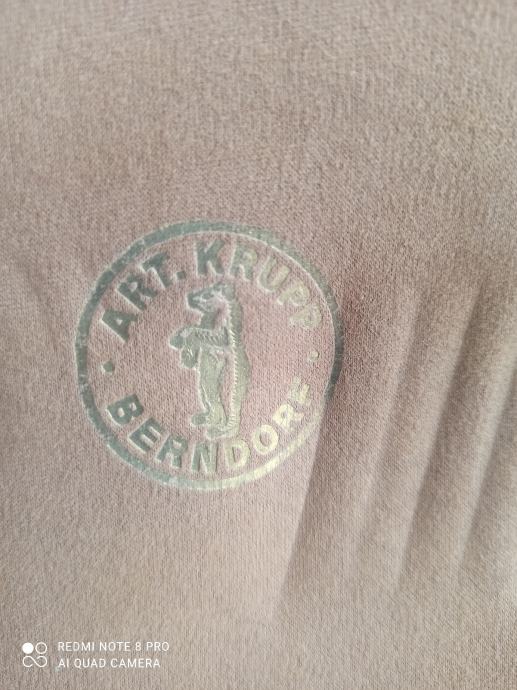 ART. KRUPP
BERNDORF
REDMI NOTE 8 PRO
AI QUAD CAMERA